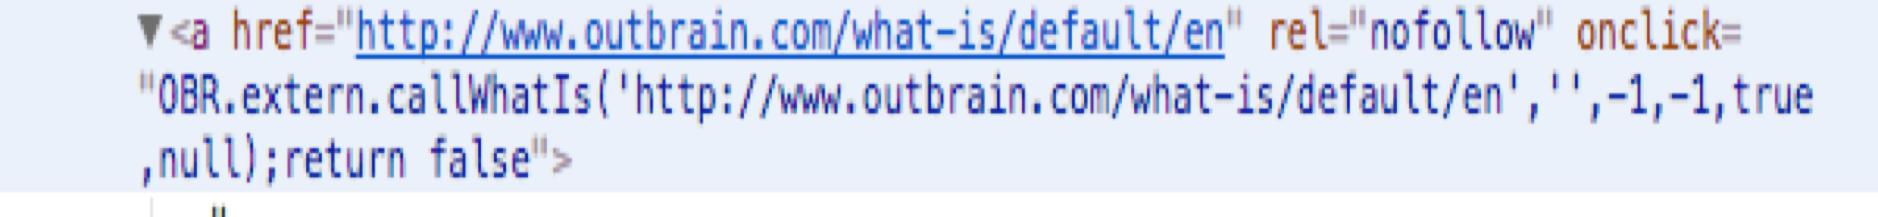 ▼<a href="http://www.outbrain.com/what-is/default/en" rel="nofollow" onclick=
"OBR.extern.callWhatIs('http://www.outbrain.com/what-is/default/en','',-1,-1,true
,null);return false">
"